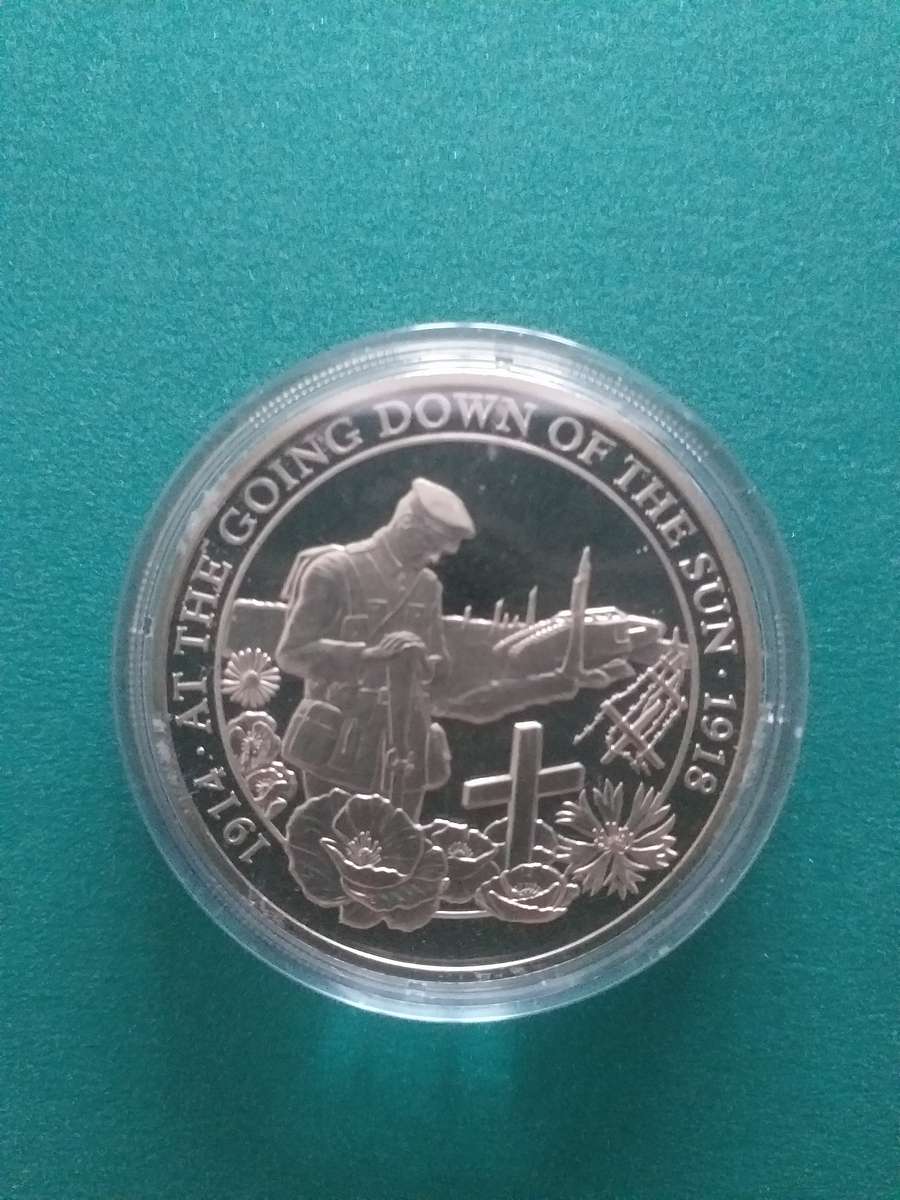 1914 · AT THE GOING DOWN OF THE SUN · 1918